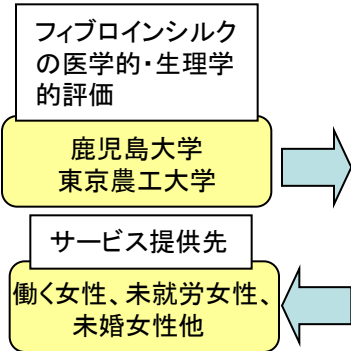 フィブロインシルク
の医学的・生理学
的評価
鹿児島大学
東京農工大学
サービス提供先
働く女性、未就労女性、
未婚女性他